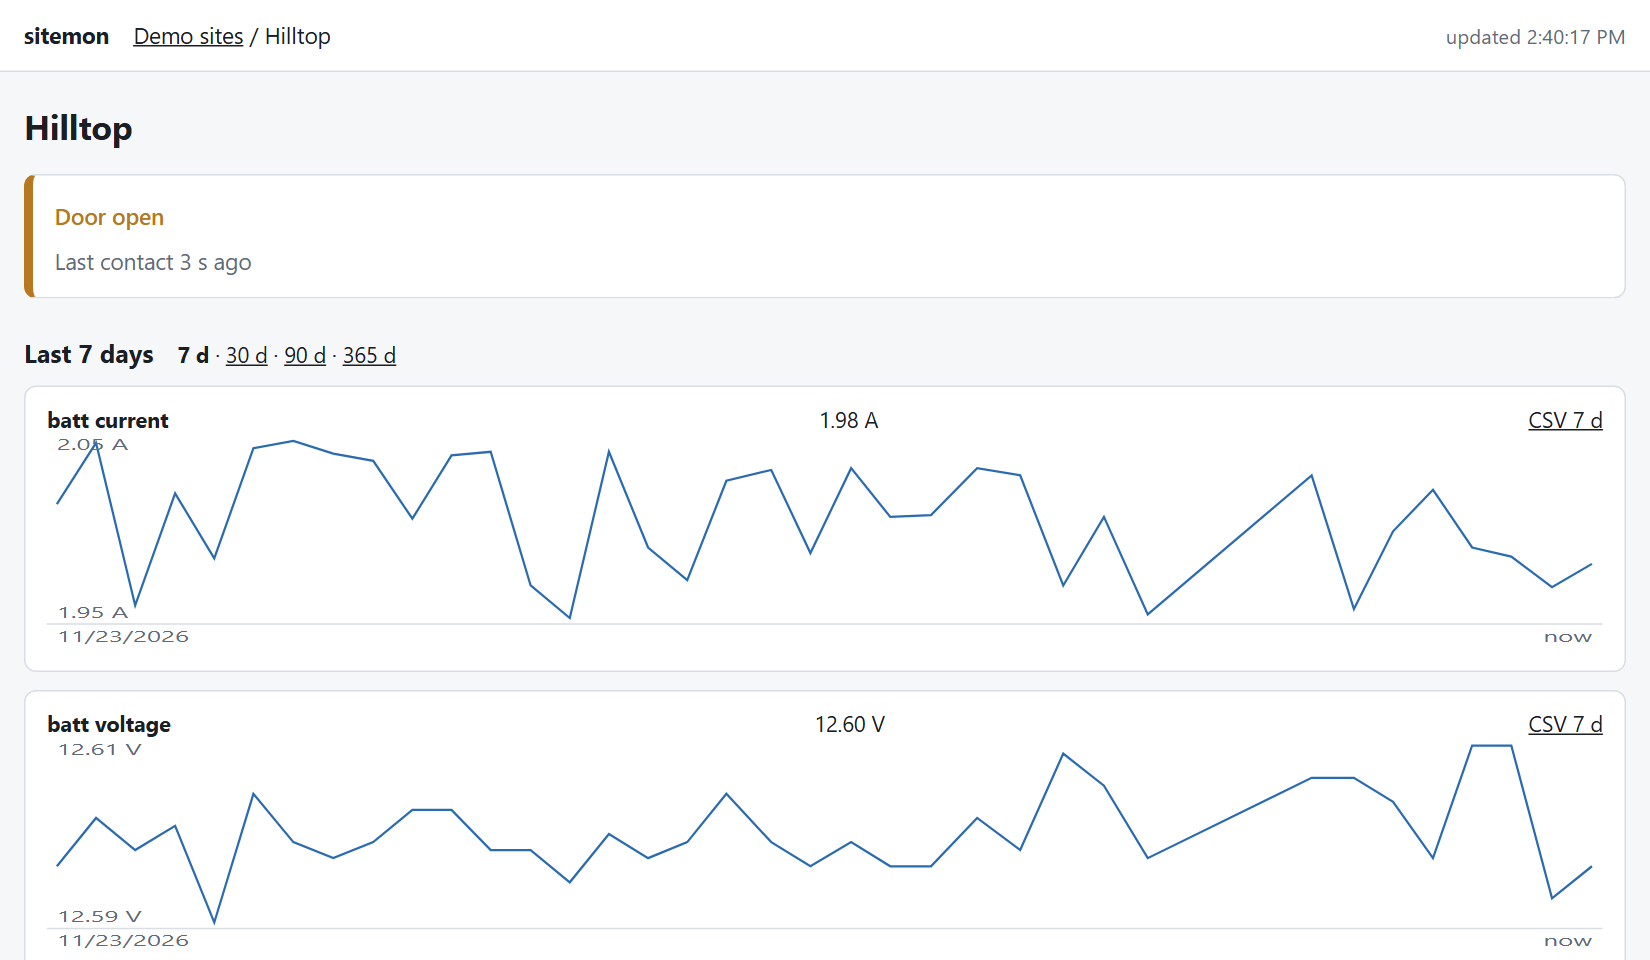 sitemon Demo sites / Hilltop updated 2:40:17 PM
Hilltop
Door open
Last contact 3 s ago
Last 7 days 7 d · 30 d · 90 d · 365 d
batt current 1.98 A CSV 7 d
2.05 A
1.95 A
11/23/2026 now
batt voltage 12.60 V CSV 7 d
12.61 V
12.59 V
11/23/2026 now